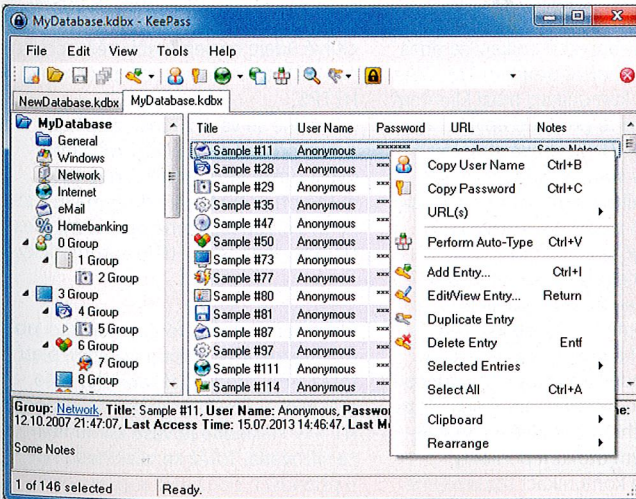 MyDatabase.kdbx - KeePass
File Edit View Tools Help
NewDatabase.kdbx MyDatabase.kdbx
MyDatabase
General
Windows
Network
Internet
eMail
Homebanking
0 Group
1 Group
2 Group
3 Group
4 Group
5 Group
6 Group
7 Group
8 Group
Title User Name Password URL Notes
Sample #11 Anonymous ******** google.com Some Notes
Sample #28 Anonymous ***
Sample #29 Anonymous ***
Sample #35 Anonymous ***
Sample #47 Anonymous ***
Sample #50 Anonymous ***
Sample #73 Anonymous ***
Sample #77 Anonymous ***
Sample #80 Anonymous ***
Sample #81 Anonymous ***
Sample #87 Anonymous ***
Sample #97 Anonymous ***
Sample #111 Anonymous ***
Sample #114 Anonymous ***
Copy User Name Ctrl+B
Copy Password Ctrl+C
URL(s)
Perform Auto-Type Ctrl+V
Add Entry... Ctrl+I
Edit/View Entry... Return
Duplicate Entry
Delete Entry Entf
Selected Entries
Select All Ctrl+A
Clipboard
Rearrange
Group: Network, Title: Sample #11, User Name: Anonymous, Passwor ne:
12.10.2007 21:47:07, Last Access Time: 15.07.2013 14:46:47, Last M
Some Notes
1 of 146 selected Ready.